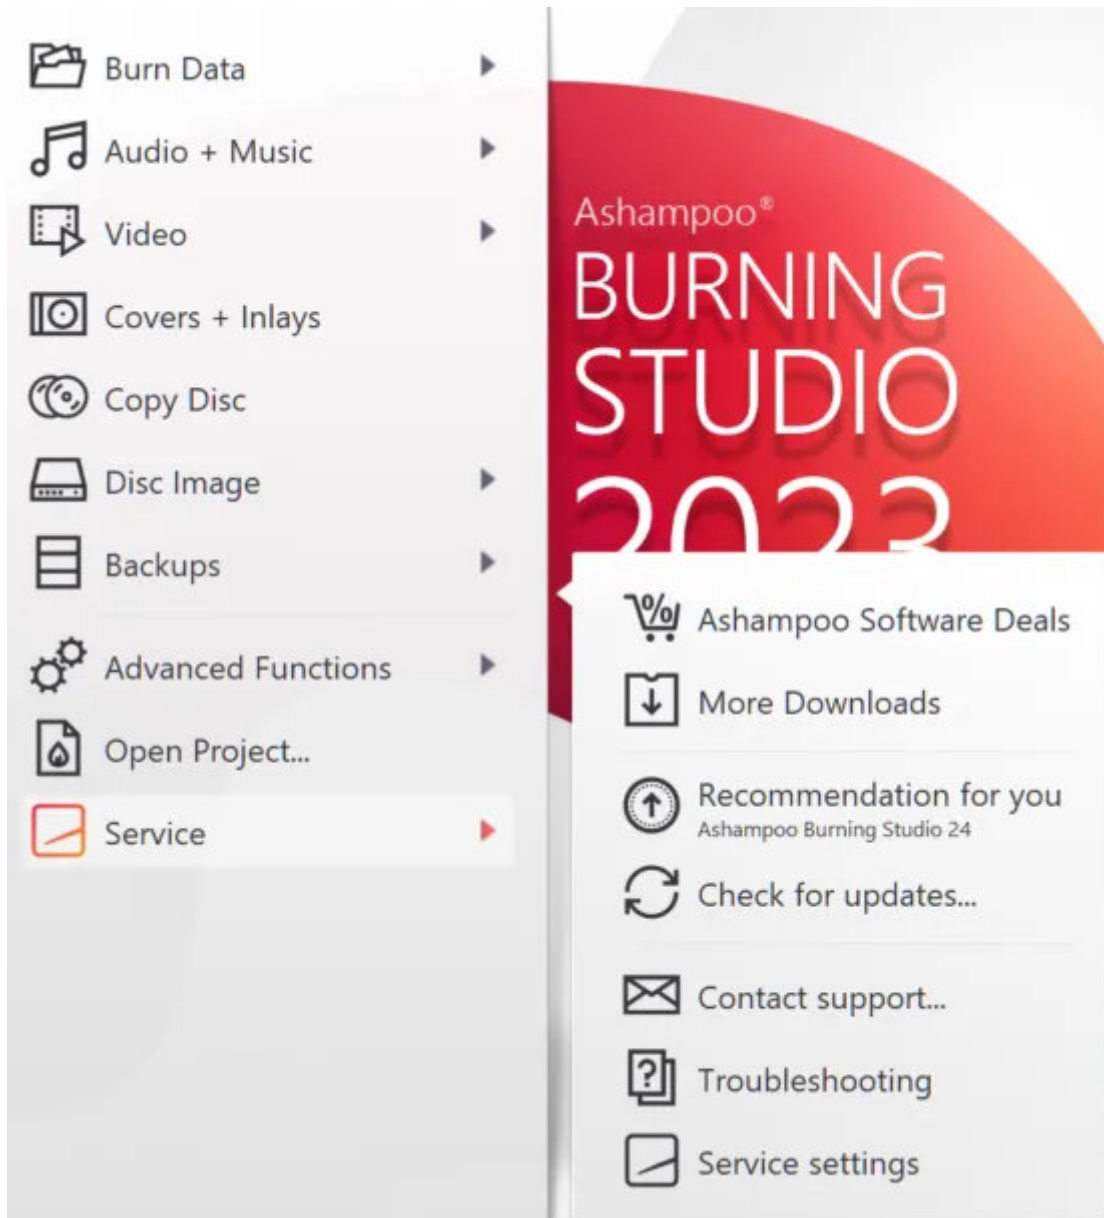 Burn Data
Audio + Music
Video
Covers + Inlays
Copy Disc
Disc Image
Backups
Advanced Functions
Open Project...
Service
Ashampoo®
BURNING
STUDIO
2023
Ashampoo Software Deals
More Downloads
Recommendation for you
Ashampoo Burning Studio 24
Check for updates...
Contact support...
Troubleshooting
Service settings